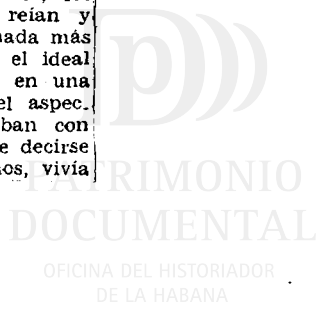 reían y
nada más
el ideal
en una
el aspec-
ban con
e decirse
os, vivía
PATRIMONIO
DOCUMENTAL
OFICINA DEL HISTORIADOR
DE LA HABANA